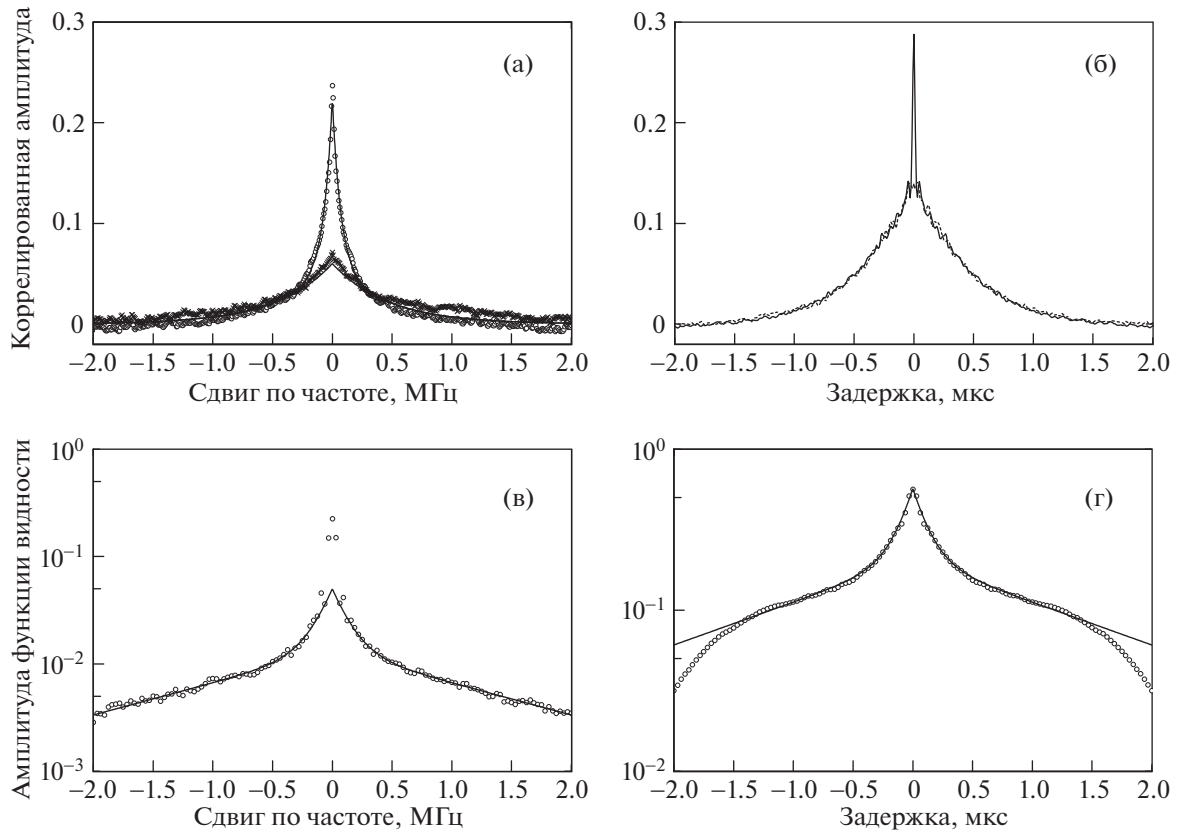 Коррелированная амплитуда
0.3
0.2
0.1
0
(а)
−2.0 −1.5 −1.0 −0.5 0 0.5 1.0 1.5 2.0
Сдвиг по частоте, МГц
0.3
0.2
0.1
0
(б)
−2.0 −1.5 −1.0 −0.5 0 0.5 1.0 1.5 2.0
Задержка, мкс
Амплитуда функции видности
10⁰
10⁻¹
10⁻²
10⁻³
(в)
−2.0 −1.5 −1.0 −0.5 0 0.5 1.0 1.5 2.0
Сдвиг по частоте, МГц
10⁰
10⁻¹
10⁻²
(г)
−2.0 −1.5 −1.0 −0.5 0 0.5 1.0 1.5 2.0
Задержка, мкс